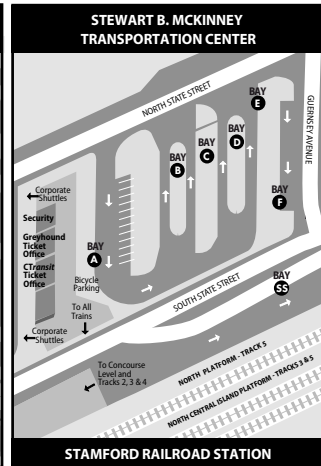 STEWART B. MCKINNEY
TRANSPORTATION CENTER
NORTH STATE STREET
GUERNSEY AVENUE
BAY
E
BAY
D
BAY
C
BAY
B
BAY
F
Corporate
Shuttles
Security
Greyhound
Ticket
Office
CTransit
Ticket
Office
BAY
A
Bicycle
Parking
To All
Trains
Corporate
Shuttles
SOUTH STATE STREET
BAY
SS
To Concourse
Level and
Tracks 2, 3 & 4
NORTH PLATFORM - TRACK 5
NORTH CENTRAL ISLAND PLATFORM - TRACKS 3 & 5
STAMFORD RAILROAD STATION